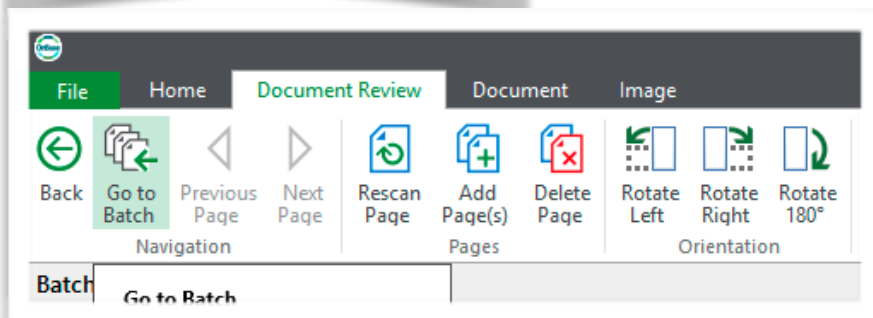 OnBase
File Home Document Review Document Image
Back Go to Batch Previous Page Next Page Rescan Page Add Page(s) Delete Page Rotate Left Rotate Right Rotate 180°
Navigation Pages Orientation
Batch
Go to Batch